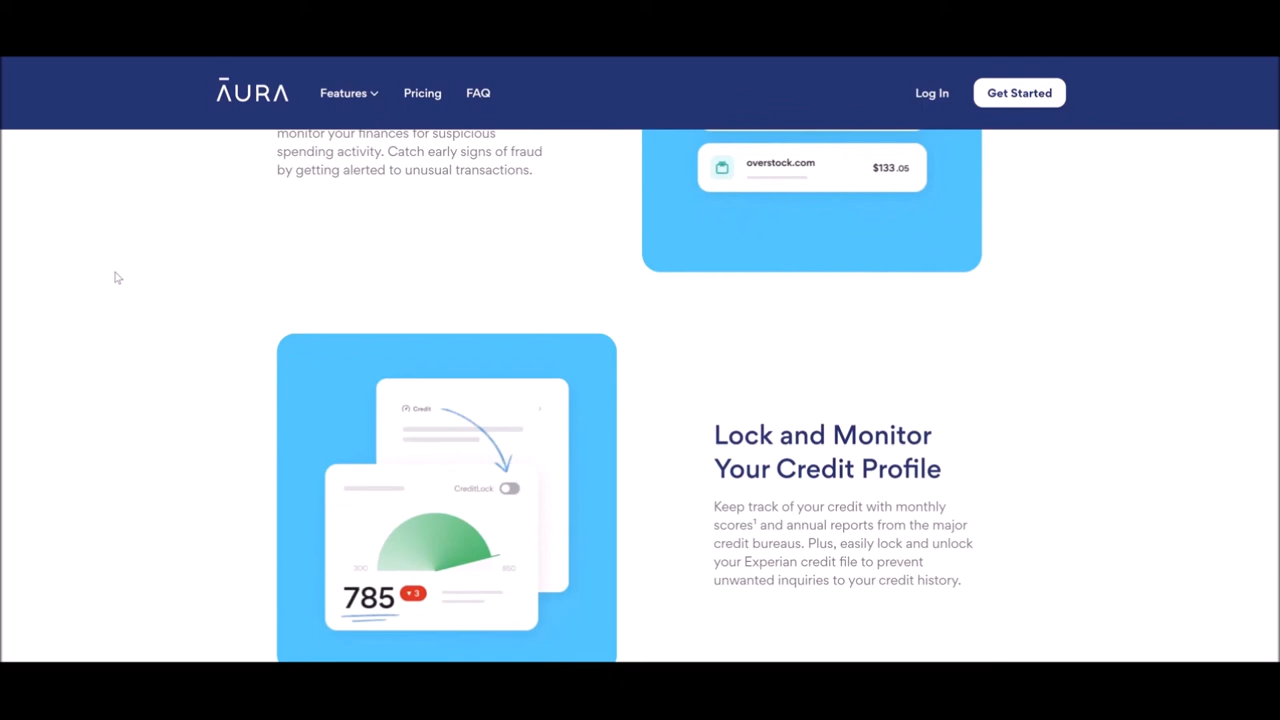 ĀURA
Features
Pricing
FAQ
Log In
Get Started
monitor your finances for suspicious
spending activity. Catch early signs of fraud
by getting alerted to unusual transactions.
overstock.com
$133.05
Credit
CreditLock
300
850
785
3
Lock and Monitor
Your Credit Profile
Keep track of your credit with monthly
scores¹ and annual reports from the major
credit bureaus. Plus, easily lock and unlock
your Experian credit file to prevent
unwanted inquiries to your credit history.